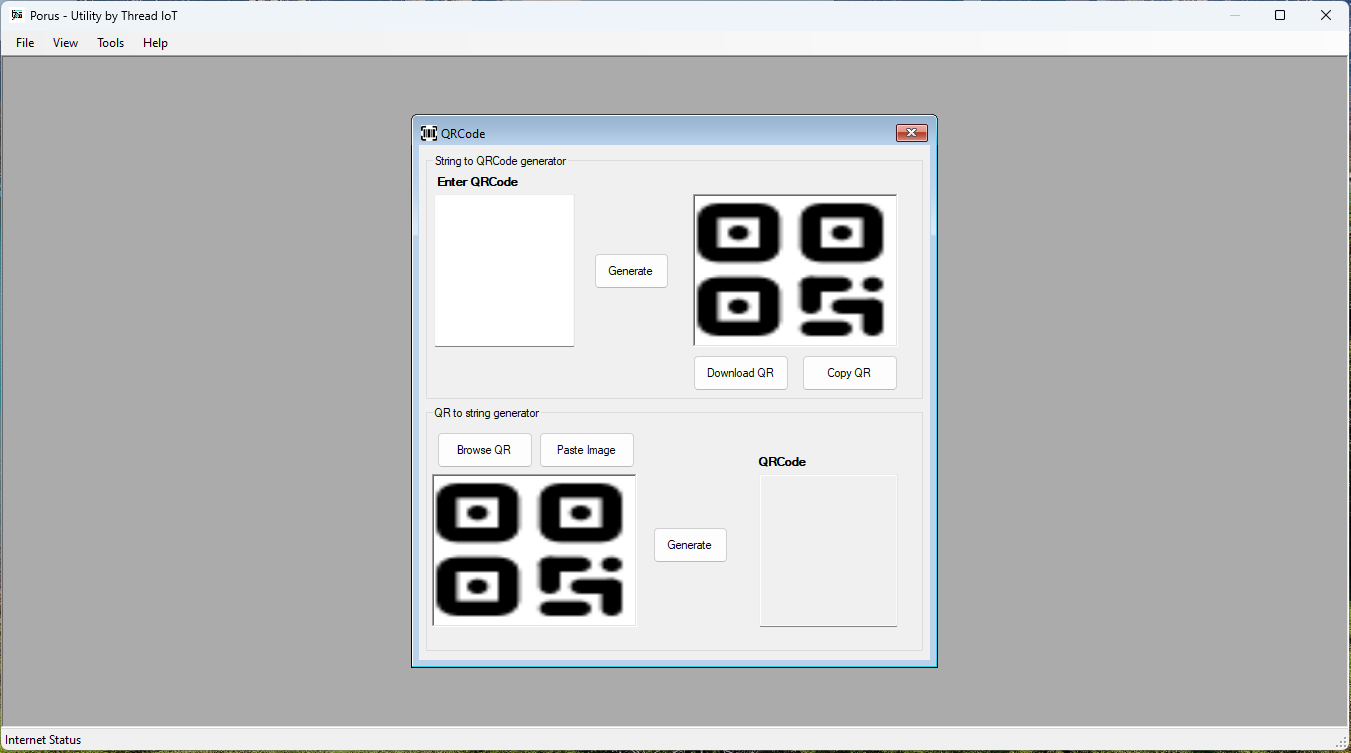 Porus - Utility by Thread IoT
File View Tools Help
QRCode
String to QRCode generator
Enter QRCode
Generate
Download QR Copy QR
QR to string generator
Browse QR Paste Image
QRCode
Generate
Internet Status